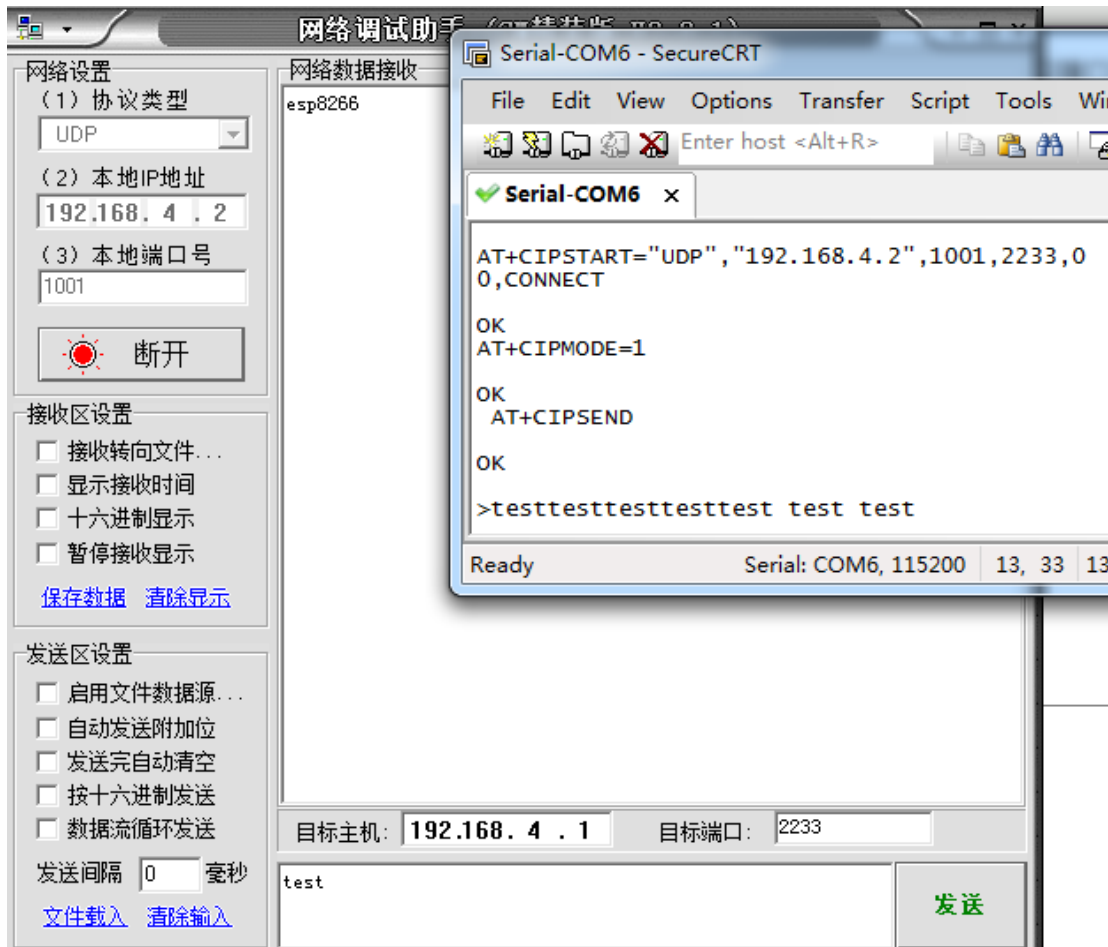 网络调试助手
网络设置
(1) 协议类型
UDP
(2) 本地IP地址
192.168. 4 . 2
(3) 本地端口号
1001
断开
接收区设置
接收转向文件...
显示接收时间
十六进制显示
暂停接收显示
保存数据 清除显示
发送区设置
启用文件数据源...
自动发送附加位
发送完自动清空
按十六进制发送
数据流循环发送
发送间隔 0 毫秒
文件载入 清除输入
网络数据接收
esp8266
Serial-COM6 - SecureCRT
File Edit View Options Transfer Script Tools
Enter host <Alt+R>
Serial-COM6 x
AT+CIPSTART="UDP","192.168.4.2",1001,2233,0
0,CONNECT
OK
AT+CIPMODE=1
OK
AT+CIPSEND
OK
>testtesttesttesttest test test
Ready Serial: COM6, 115200 13, 33 13
目标主机: 192.168. 4 . 1 目标端口: 2233
test
发送